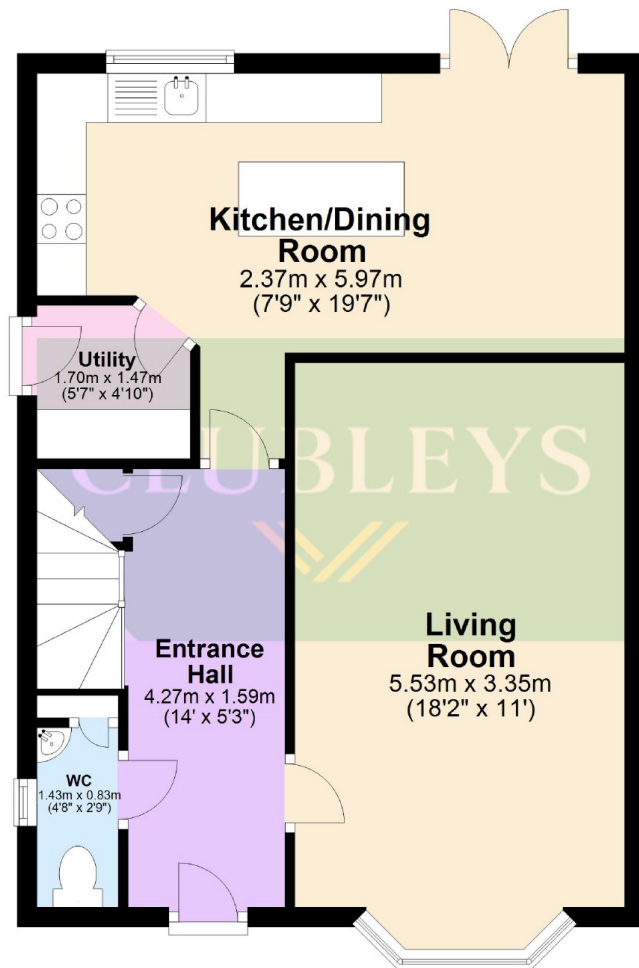 Kitchen/Dining
Room
2.37m x 5.97m
(7'9" x 19'7")
Utility
1.70m x 1.47m
(5'7" x 4'10")
CLUBLEYS
Entrance
Hall
4.27m x 1.59m
(14' x 5'3")
Living
Room
5.53m x 3.35m
(18'2" x 11')
WC
1.43m x 0.83m
(4'8" x 2'9")